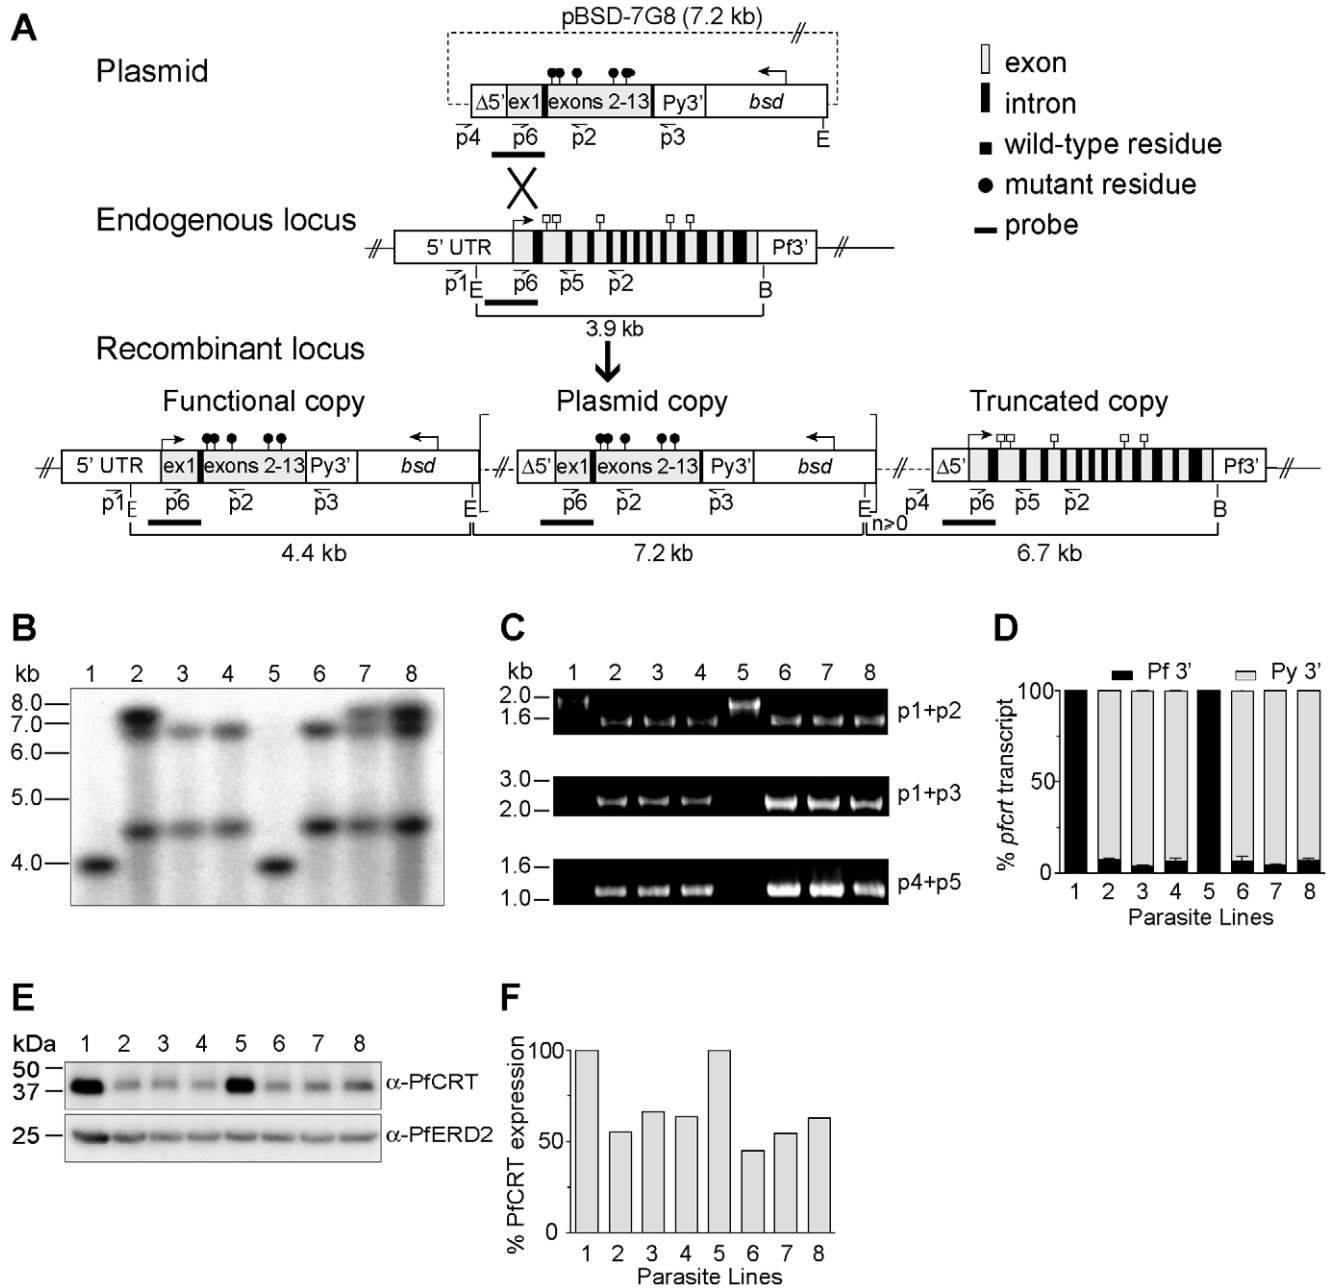 A
pBSD-7G8 (7.2 kb)
Plasmid
Δ5' ex1 exons 2-13 Py3' bsd
p4 p6 p2 p3 E
exon
intron
wild-type residue
mutant residue
probe
Endogenous locus
5' UTR Pf3'
p1 E p6 p5 p2 B
3.9 kb
Recombinant locus
Functional copy Plasmid copy Truncated copy
5' UTR ex1 exons 2-13 Py3' bsd Δ5' ex1 exons 2-13 Py3' bsd Δ5' Pf3'
p1 E p6 p2 p3 E p6 p2 p3 E p4 p6 p5 p2 B
n⩾0
4.4 kb 7.2 kb 6.7 kb
B
kb 1 2 3 4 5 6 7 8
8.0
7.0
6.0
5.0
4.0
C
kb 1 2 3 4 5 6 7 8
2.0
1.6
p1+p2
3.0
2.0
p1+p3
1.6
1.0
p4+p5
D
Pf 3' Py 3'
% pfcrt transcript
100
50
0
1 2 3 4 5 6 7 8
Parasite Lines
E
kDa 1 2 3 4 5 6 7 8
50
37
α-PfCRT
25
α-PfERD2
F
% PfCRT expression
100
50
0
1 2 3 4 5 6 7 8
Parasite Lines